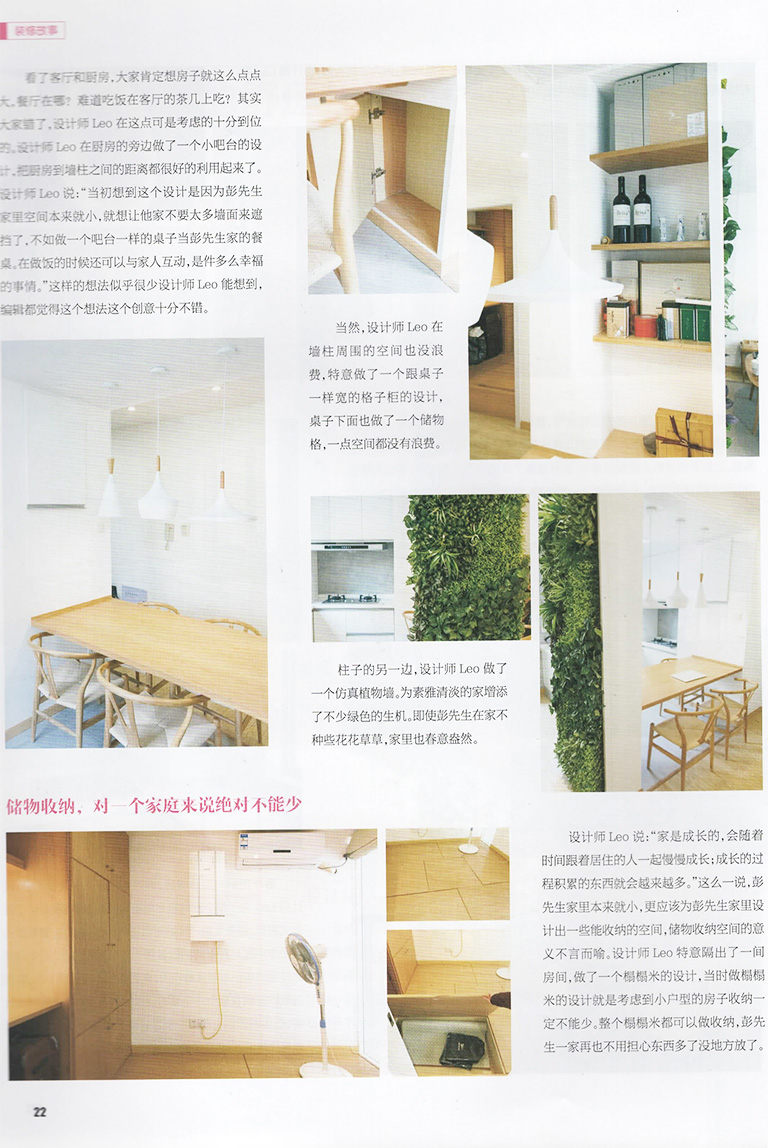 装修故事
看了客厅和厨房,大家肯定想房子就这么点点
大。餐厅在哪?难道吃饭在客厅的茶几上吃?其实
大家错了,设计师 Leo 在这点可是考虑的十分到位
的。设计师 Leo 在厨房的旁边做了一个小吧台的设
计,把厨房到墙柱之间的距离都很好的利用起来了。
设计师 Leo 说:“当初想到这个设计是因为彭先生
家里空间本来就小,就想让他家不要太多墙面来遮
挡了,不如做一个吧台一样的桌子当彭先生家的餐
桌。在做饭的时候还可以与家人互动,是件多么幸福
的事情。”这样的想法似乎很少设计师 Leo 能想到,
编辑都觉得这个想法这个创意十分不错。
当然,设计师 Leo 在
墙柱周围的空间也没浪
费,特意做了一个跟桌子
一样宽的格子柜的设计,
桌子下面也做了一个储物
格,一点空间都没有浪费。
柱子的另一边,设计师 Leo 做了
一个仿真植物墙。为素雅清淡的家增添
了不少绿色的生机。即使彭先生在家不
种些花花草草,家里也春意盎然。
储物收纳，对一个家庭来说绝对不能少
设计师 Leo 说:“家是成长的,会随着
时间跟着居住的人一起慢慢成长;成长的过
程积累的东西就会越来越多。”这么一说,彭
先生家里本来就小,更应该为彭先生家里设
计出一些能收纳的空间,储物收纳空间的意
义不言而喻。设计师 Leo 特意隔出了一间
房间,做了一个榻榻米的设计,当时做榻榻
米的设计就是考虑到小户型的房子收纳一
定不能少。整个榻榻米都可以做收纳,彭先
生一家再也不用担心东西多了没地方放了。
22